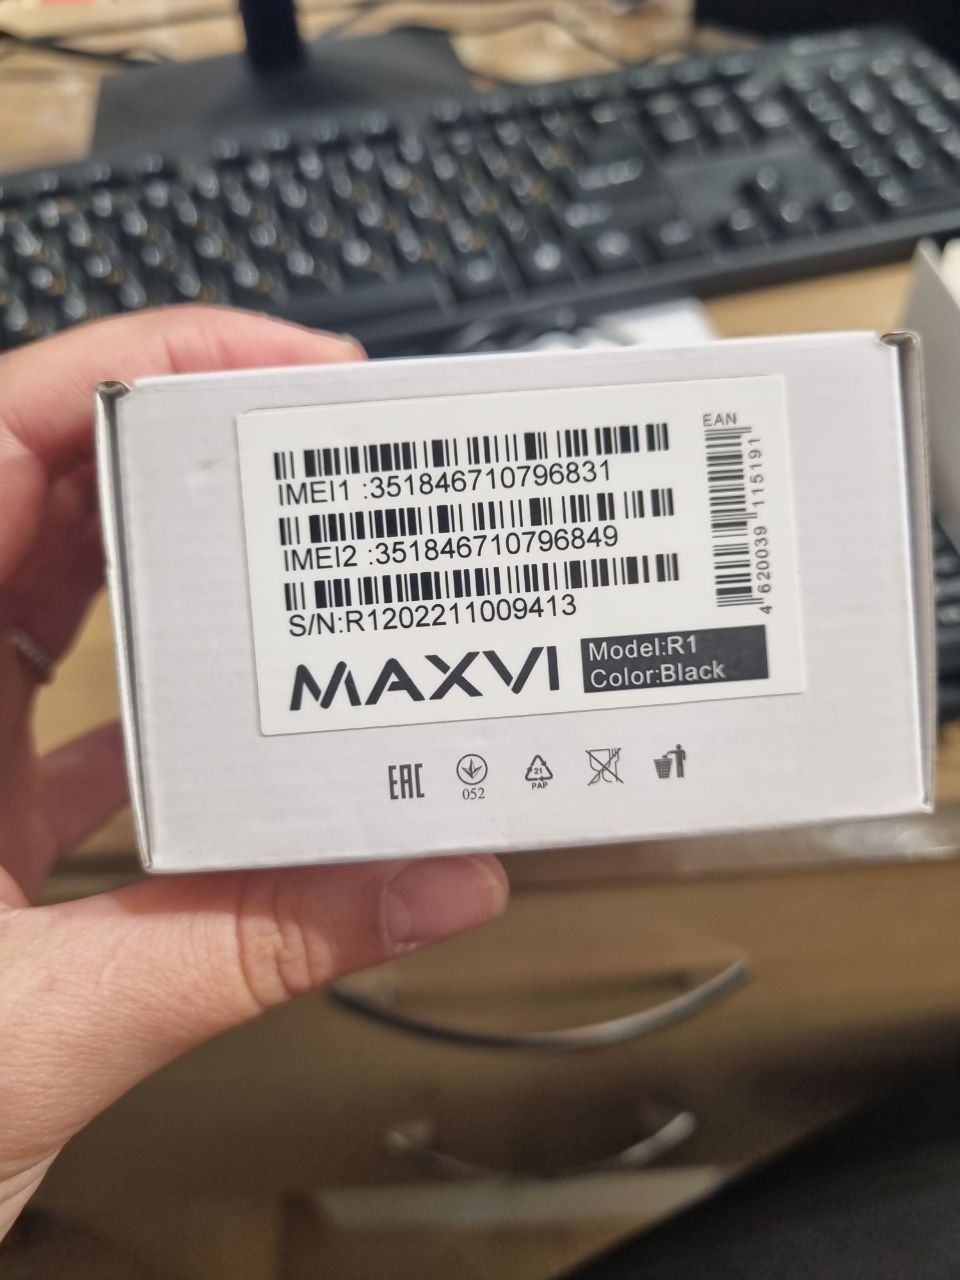 IMEI1 :351846710796831
IMEI2 :351846710796849
S/N:R1202211009413
EAN
4 620039 115191
MAXVI
Model:R1
Color:Black
EAC
052
21
PAP